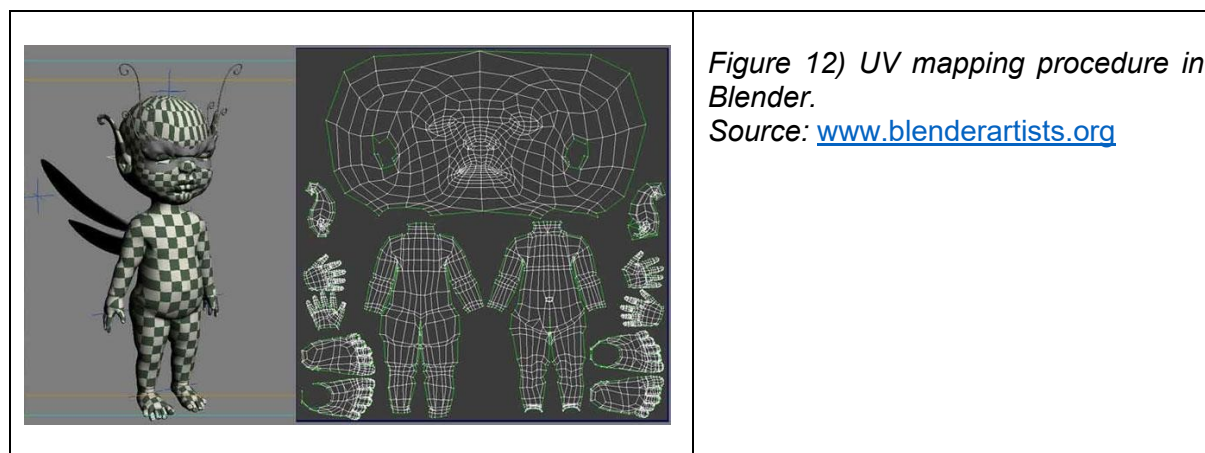 Figure 12) UV mapping procedure in
Blender.
Source: www.blenderartists.org